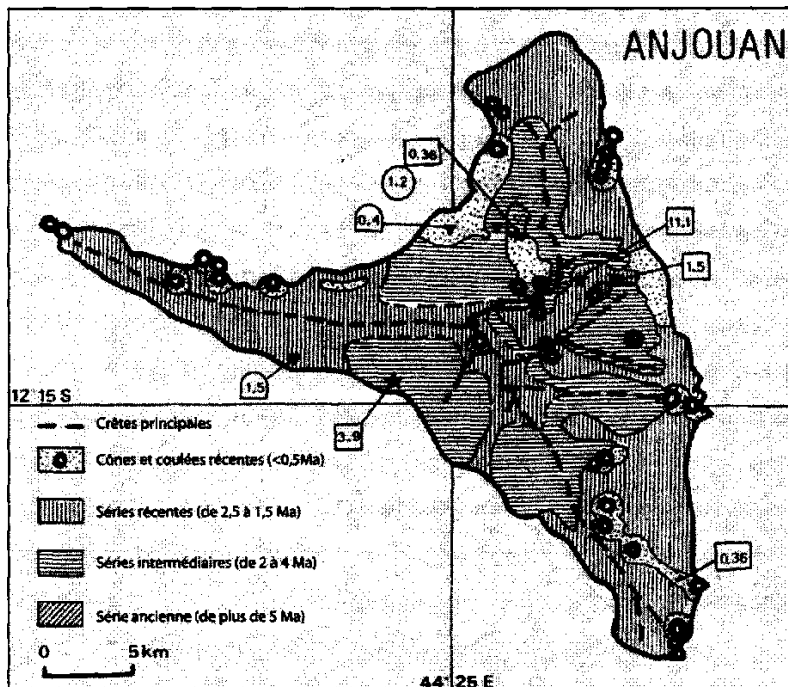 ANJOUAN
0.36
1.2
0.4
11.1
1.5
1.5
12°15 S
3.9
Crêtes principales
Cônes et coulées récentes (<0,5Ma)
Séries récentes (de 2,5 à 1,5 Ma)
Séries intermédiaires (de 2 à 4 Ma)
0.36
Série ancienne (de plus de 5 Ma)
0 5km
44°25 E